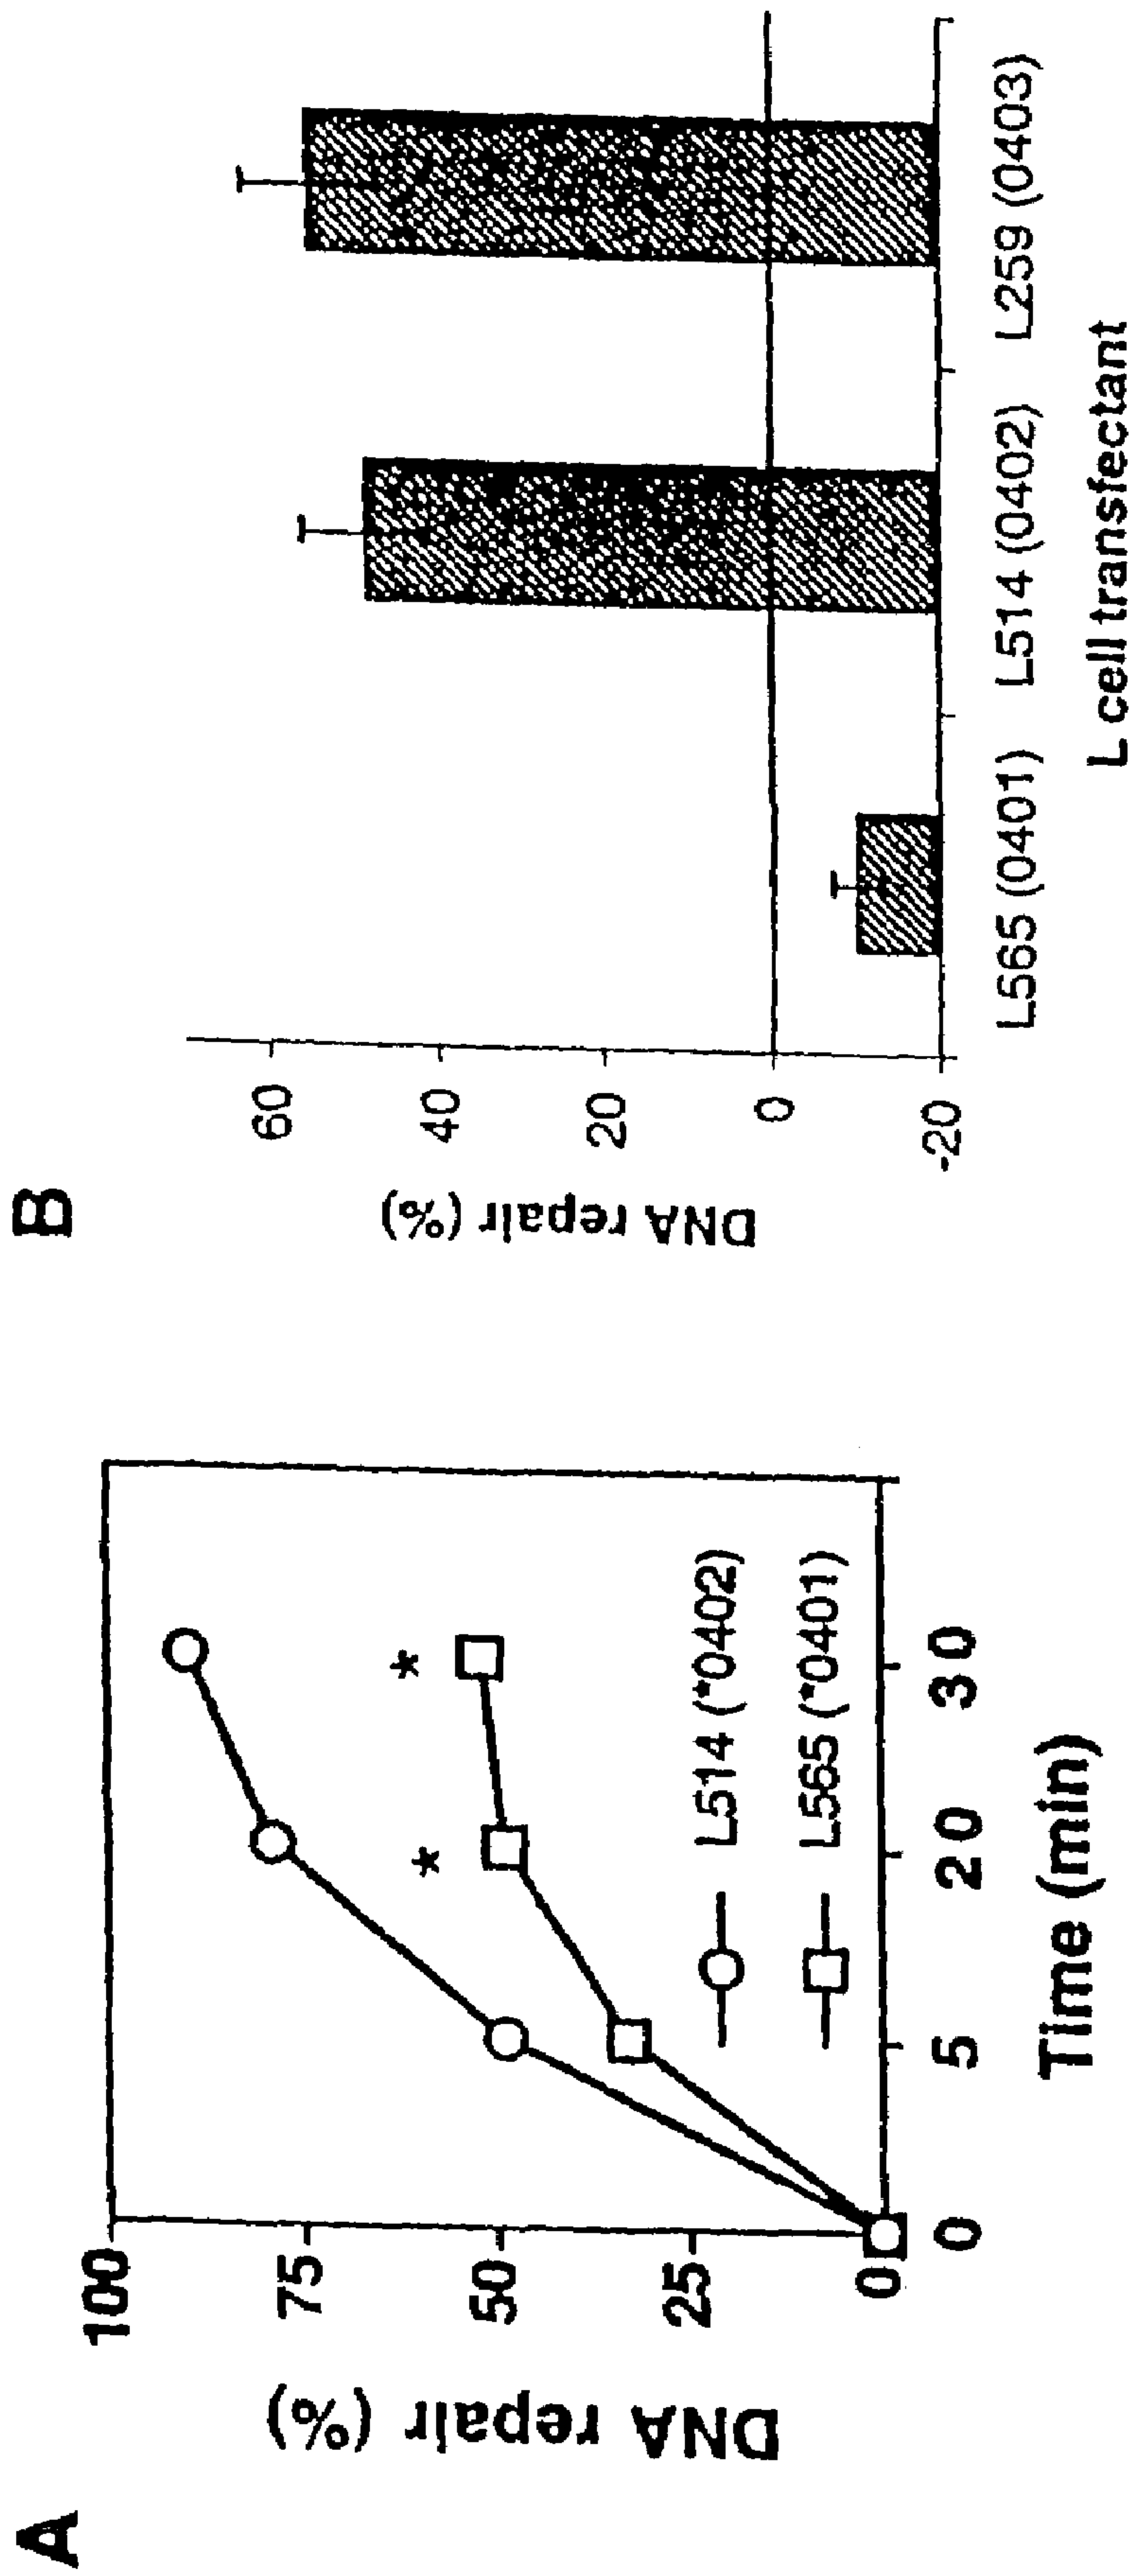 A
DNA repair (%)
100
75
50
25
0
0 5 20 30
Time (min)
* *
L514 (*0402)
L565 (*0401)
B
DNA repair (%)
60
40
20
0
-20
L565 (0401) L514 (0402) L259 (0403)
L cell transfectant